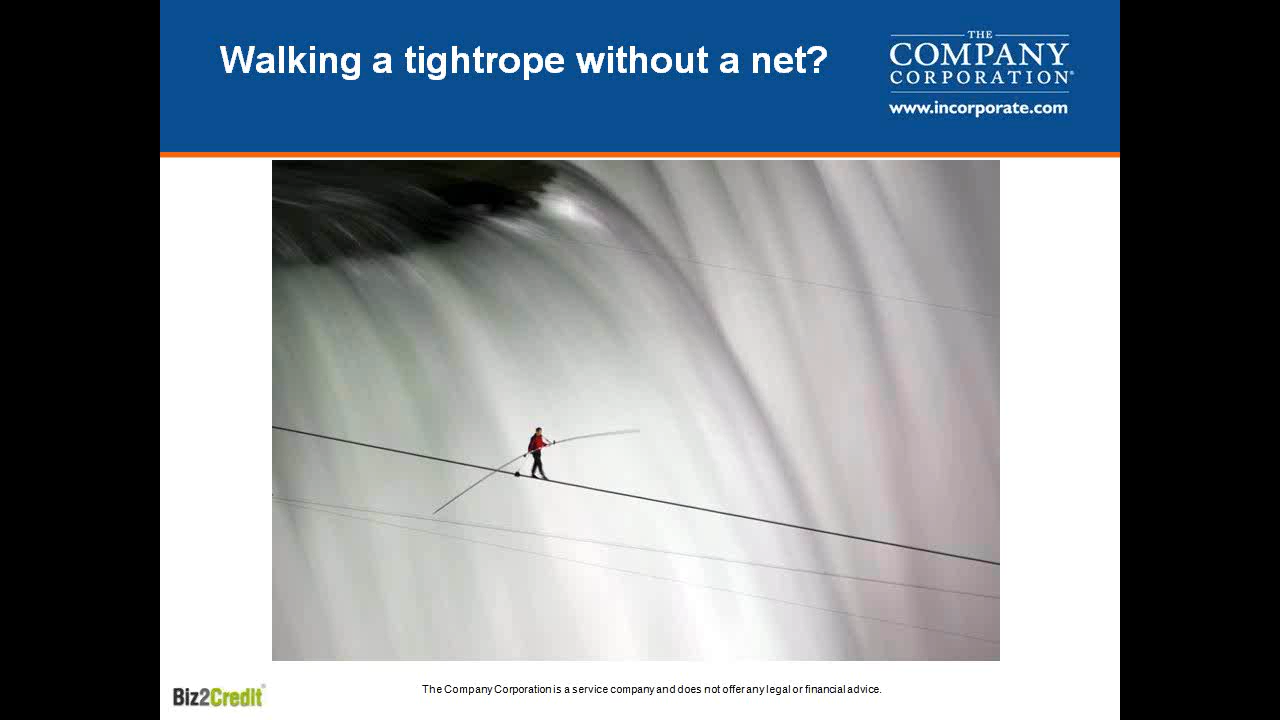 Walking a tightrope without a net?
THE
COMPANY
CORPORATION®
www.incorporate.com
Biz2Credit®
The Company Corporation is a service company and does not offer any legal or financial advice.